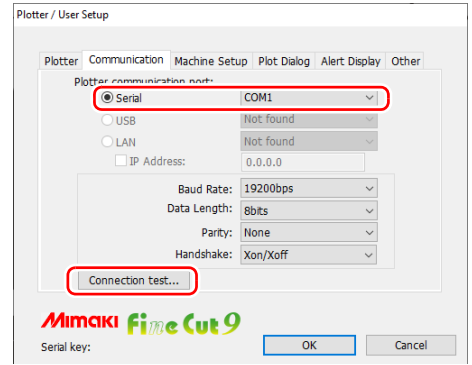 Plotter / User Setup
Plotter Communication Machine Setup Plot Dialog Alert Display Other
Plotter communication port:
Serial COM1
USB Not found
LAN Not found
IP Address: 0.0.0.0
Baud Rate: 19200bps
Data Length: 8bits
Parity: None
Handshake: Xon/Xoff
Connection test...
Mimaki Fine Cut 9
Serial key: OK Cancel